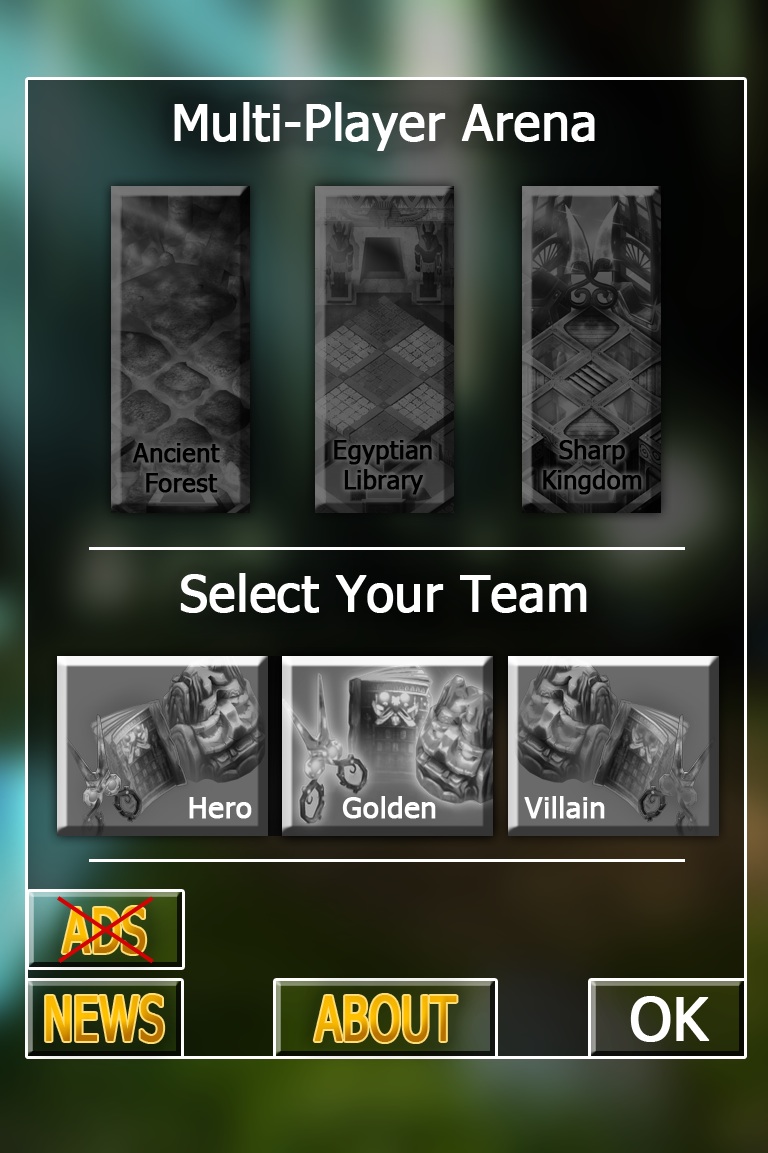 Multi-Player Arena
Ancient
Forest
Egyptian
Library
Sharp
Kingdom
Select Your Team
Hero
Golden
Villain
ADS
NEWS
ABOUT
OK